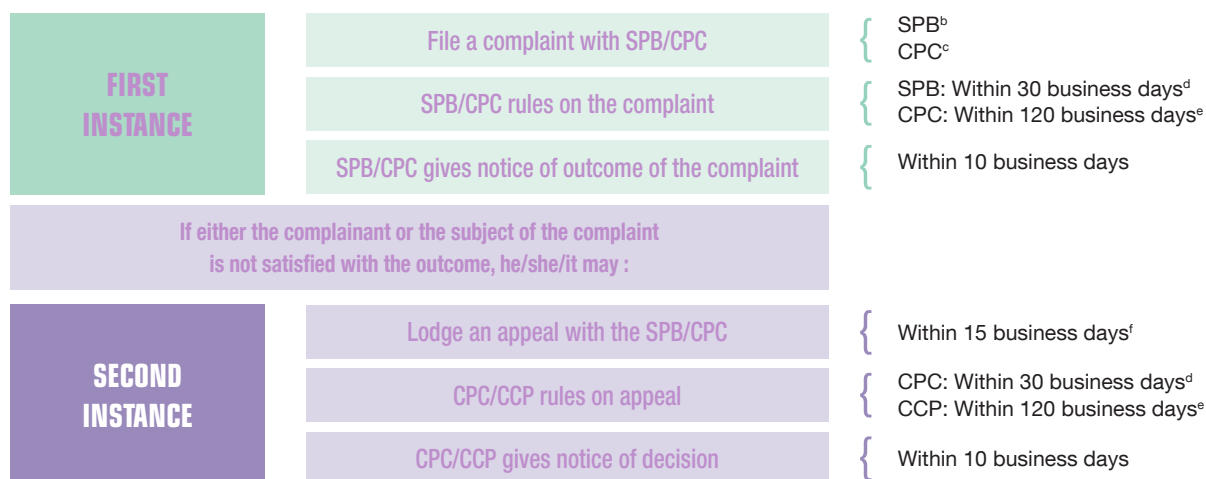 FIRST
INSTANCE
File a complaint with SPB/CPC
SPBᵇ
CPCᶜ
SPB/CPC rules on the complaint
SPB: Within 30 business daysᵈ
CPC: Within 120 business daysᵉ
SPB/CPC gives notice of outcome of the complaint
Within 10 business days
If either the complainant or the subject of the complaint
is not satisfied with the outcome, he/she/it may :
SECOND
INSTANCE
Lodge an appeal with the SPB/CPC
Within 15 business daysᶠ
CPC/CCP rules on appeal
CPC: Within 30 business daysᵈ
CCP: Within 120 business daysᵉ
CPC/CCP gives notice of decision
Within 10 business days